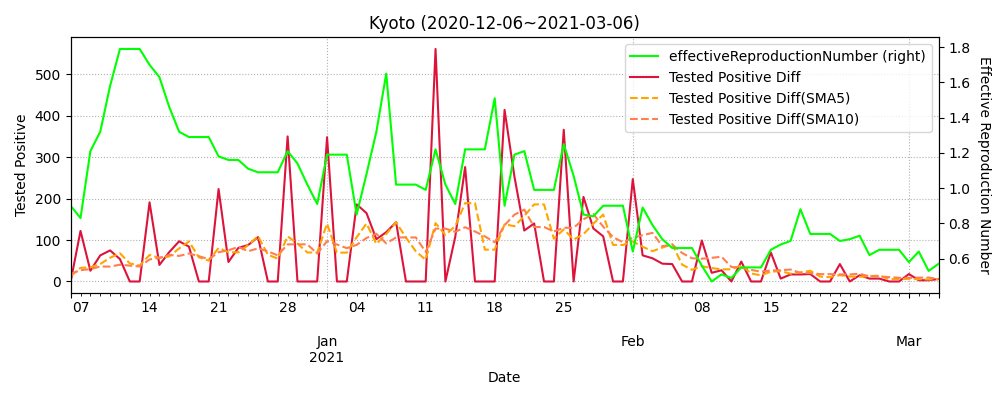 Kyoto (2020-12-06~2021-03-06)
effectiveReproductionNumber (right)
Tested Positive Diff
Tested Positive Diff(SMA5)
Tested Positive Diff(SMA10)
Tested Positive
500
400
300
200
100
0
1.8
1.6
1.4
1.2
1.0
0.8
0.6
Effective Reproduction Number
07 14 21 28 04 11 18 25 08 15 22
Jan Feb Mar
2021
Date